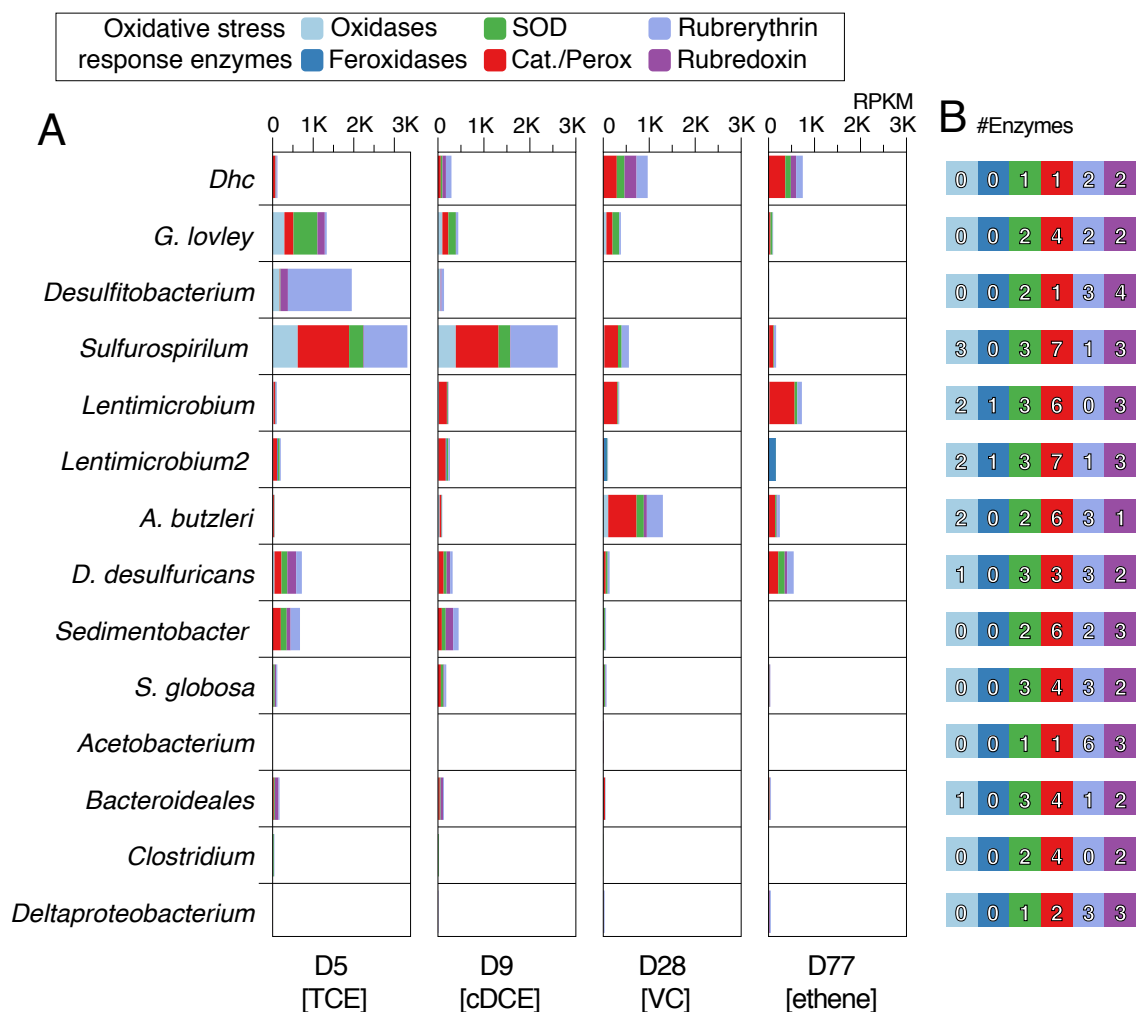 Oxidative stress response enzymes
Oxidases SOD Rubrerythrin
Feroxidases Cat./Perox Rubredoxin
A
RPKM
0 1K 2K 3K 0 1K 2K 3K 0 1K 2K 3K 0 1K 2K 3K
B #Enzymes
Dhc 0 0 1 1 2 2
G. lovley 0 0 2 4 2 2
Desulfitobacterium 0 0 2 1 3 4
Sulfurospirilum 3 0 3 7 1 3
Lentimicrobium 2 1 3 6 0 3
Lentimicrobium2 2 1 3 7 1 3
A. butzleri 2 0 2 6 3 1
D. desulfuricans 1 0 3 3 3 2
Sedimentobacter 0 0 2 6 2 3
S. globosa 0 0 3 4 3 2
Acetobacterium 0 0 1 1 6 3
Bacteroideales 1 0 3 4 1 2
Clostridium 0 0 2 4 0 2
Deltaproteobacterium 0 0 1 2 3 3
D5 D9 D28 D77
[TCE] [cDCE] [VC] [ethene]